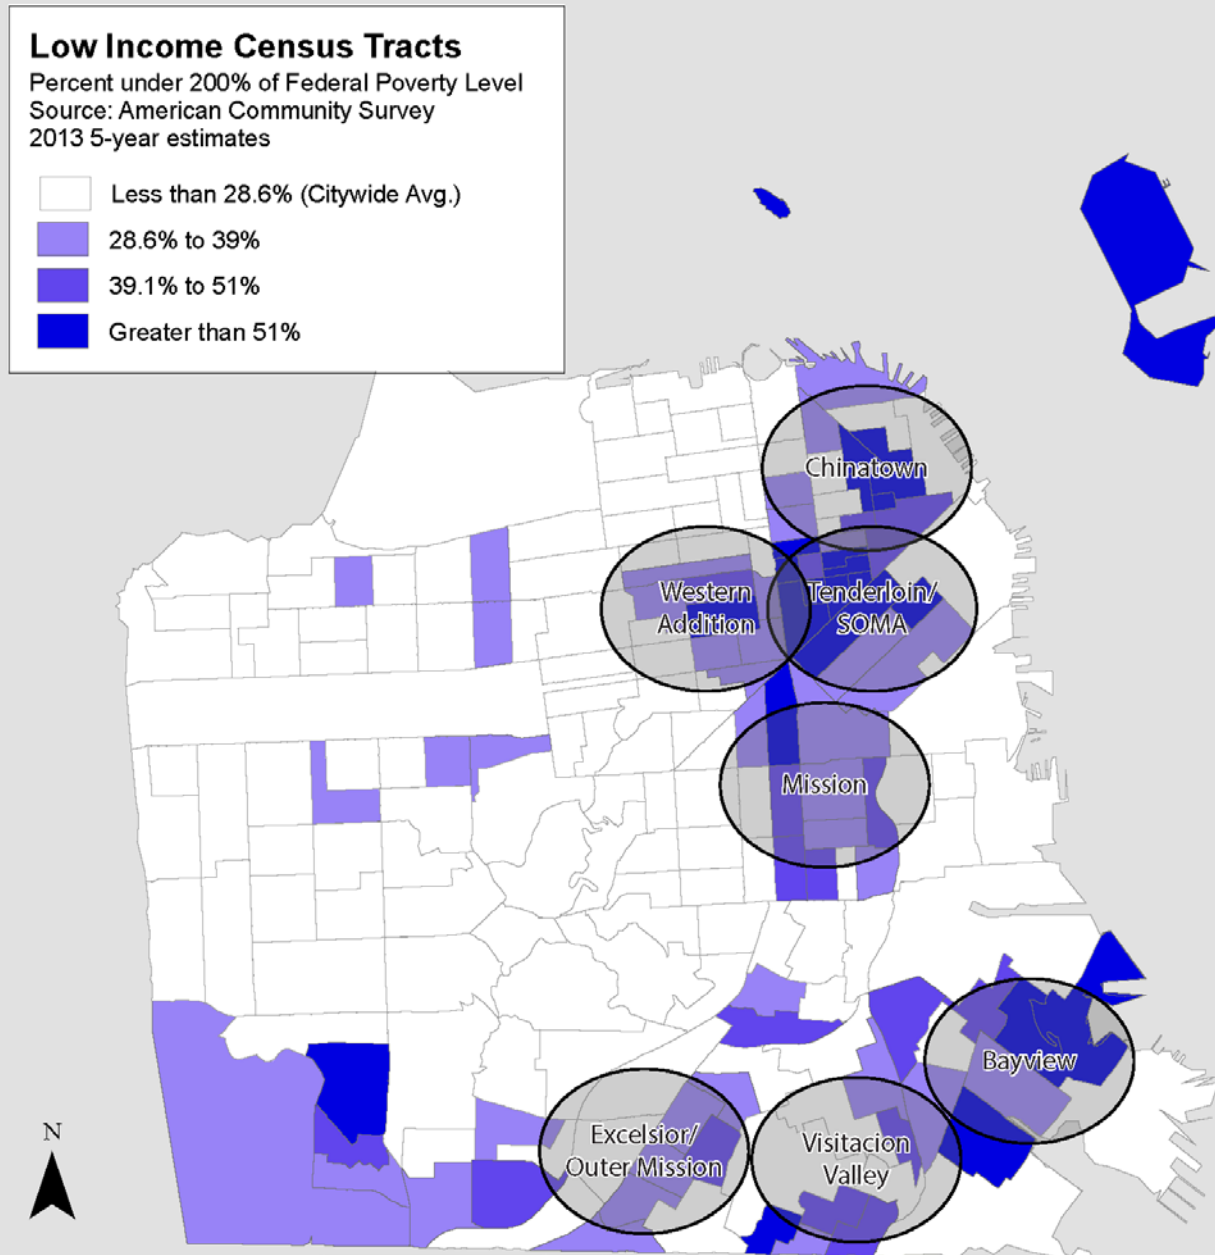 Low Income Census Tracts
Percent under 200% of Federal Poverty Level
Source: American Community Survey
2013 5-year estimates
Less than 28.6% (Citywide Avg.)
28.6% to 39%
39.1% to 51%
Greater than 51%
Chinatown
Western
Addition
Tenderloin/
SOMA
Mission
Bayview
Excelsior/
Outer Mission
Visitacion
Valley
N